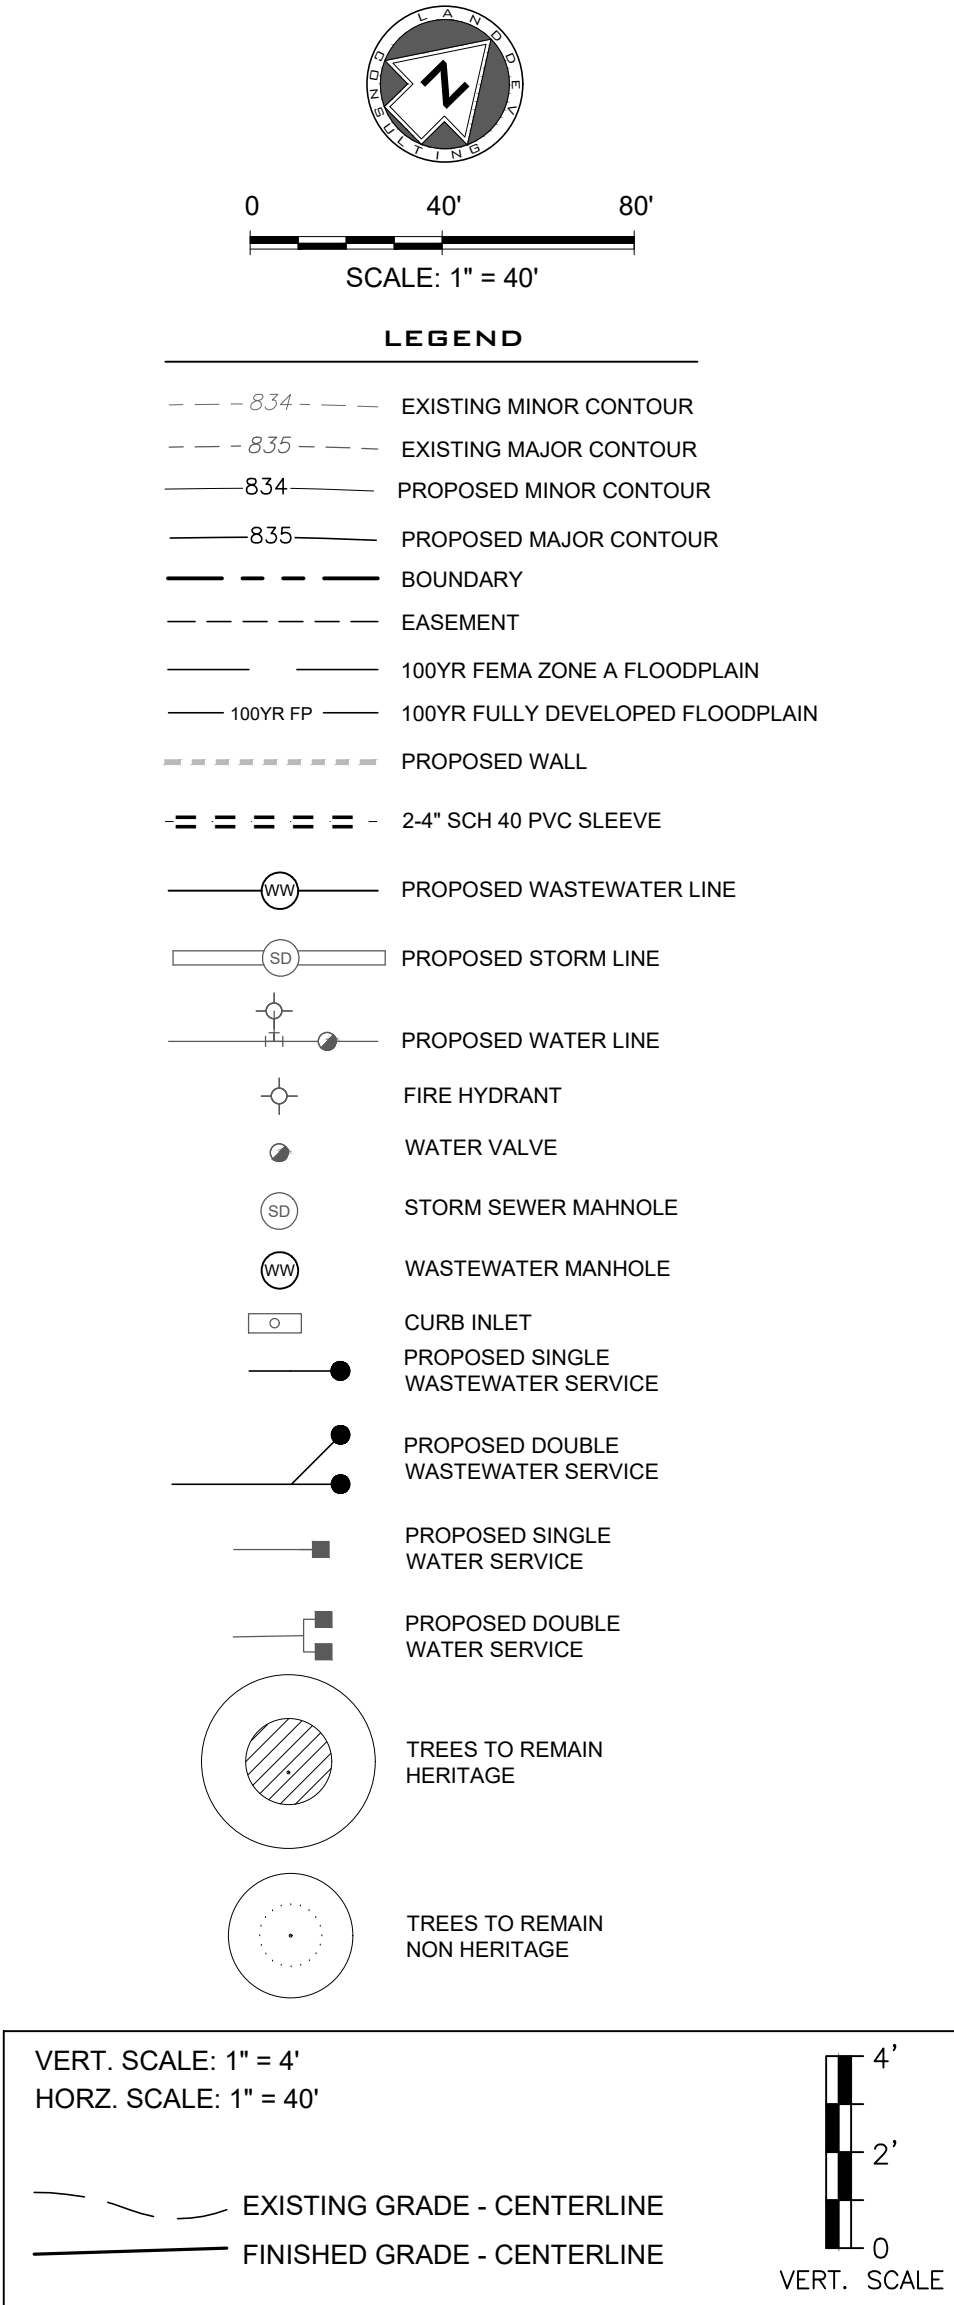 LANDDEV CONSULTING
N
0 40' 80'
SCALE: 1" = 40'
LEGEND
834 EXISTING MINOR CONTOUR
835 EXISTING MAJOR CONTOUR
834 PROPOSED MINOR CONTOUR
835 PROPOSED MAJOR CONTOUR
BOUNDARY
EASEMENT
100YR FEMA ZONE A FLOODPLAIN
100YR FP 100YR FULLY DEVELOPED FLOODPLAIN
PROPOSED WALL
2-4" SCH 40 PVC SLEEVE
WW PROPOSED WASTEWATER LINE
SD PROPOSED STORM LINE
PROPOSED WATER LINE
FIRE HYDRANT
WATER VALVE
SD STORM SEWER MAHNOLE
WW WASTEWATER MANHOLE
CURB INLET
PROPOSED SINGLE
WASTEWATER SERVICE
PROPOSED DOUBLE
WASTEWATER SERVICE
PROPOSED SINGLE
WATER SERVICE
PROPOSED DOUBLE
WATER SERVICE
TREES TO REMAIN
HERITAGE
TREES TO REMAIN
NON HERITAGE
VERT. SCALE: 1" = 4'
HORZ. SCALE: 1" = 40'
EXISTING GRADE - CENTERLINE
FINISHED GRADE - CENTERLINE
4'
2'
0
VERT. SCALE